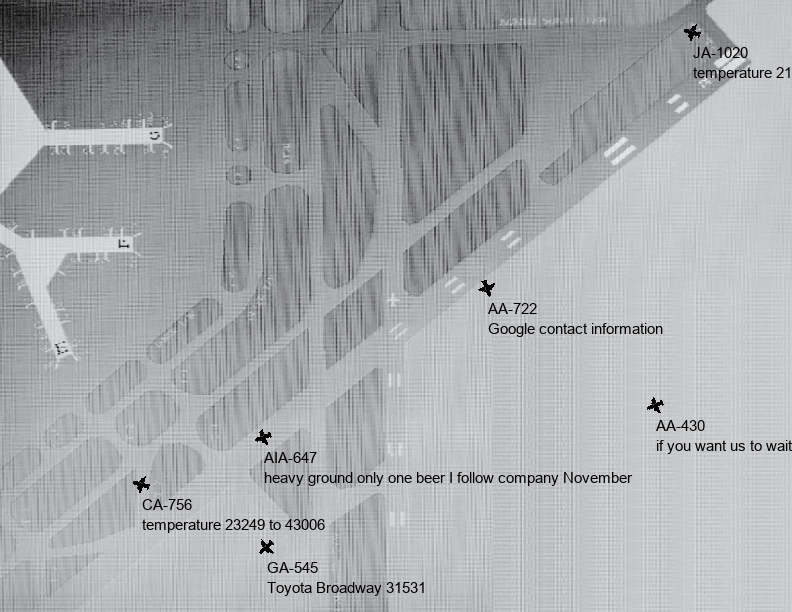 JA-1020
temperature 21
AA-722
Google contact information
AA-430
if you want us to wait
AIA-647
heavy ground only one beer I follow company November
CA-756
temperature 23249 to 43006
GA-545
Toyota Broadway 31531